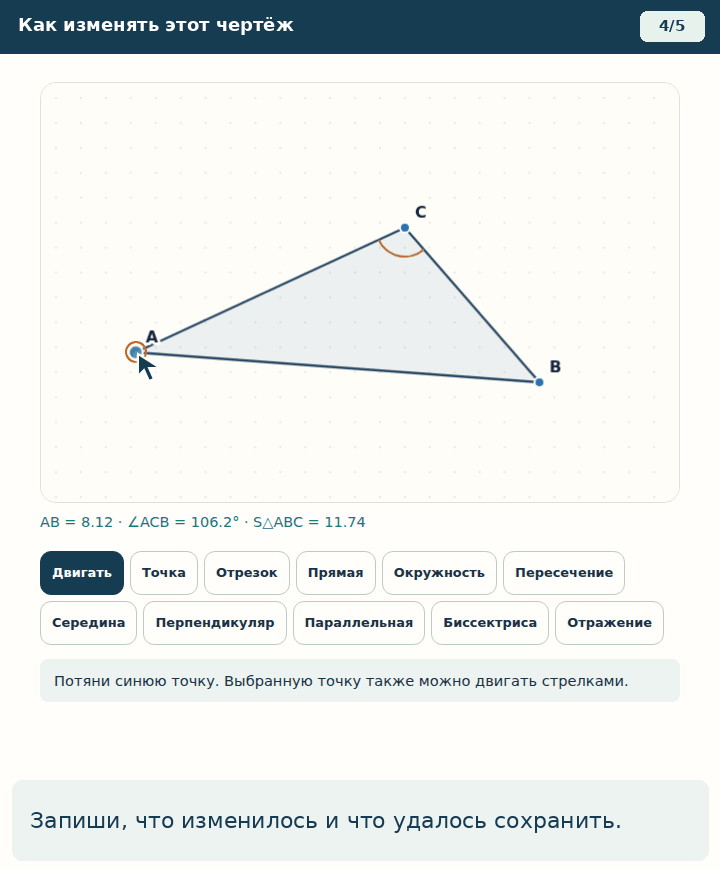 Как изменять этот чертёж
4/5
C
A
B
AB = 8.12 · ∠ACB = 106.2° · S△ABC = 11.74
Двигать Точка Отрезок Прямая Окружность Пересечение
Середина Перпендикуляр Параллельная Биссектриса Отражение
Потяни синюю точку. Выбранную точку также можно двигать стрелками.
Запиши, что изменилось и что удалось сохранить.